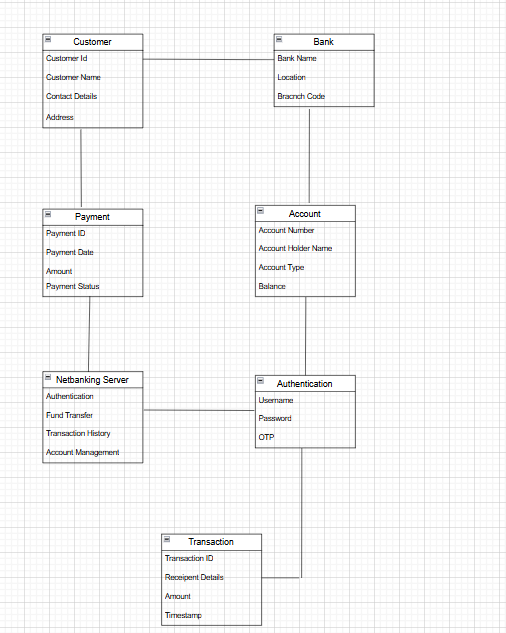 Customer
Customer Id
Customer Name
Contact Details
Address
Bank
Bank Name
Location
Bracnch Code
Payment
Payment ID
Payment Date
Amount
Payment Status
Account
Account Number
Account Holder Name
Account Type
Balance
Netbanking Server
Authentication
Fund Transfer
Transaction History
Account Management
Authentication
Username
Password
OTP
Transaction
Transaction ID
Receipent Details
Amount
Timestamp